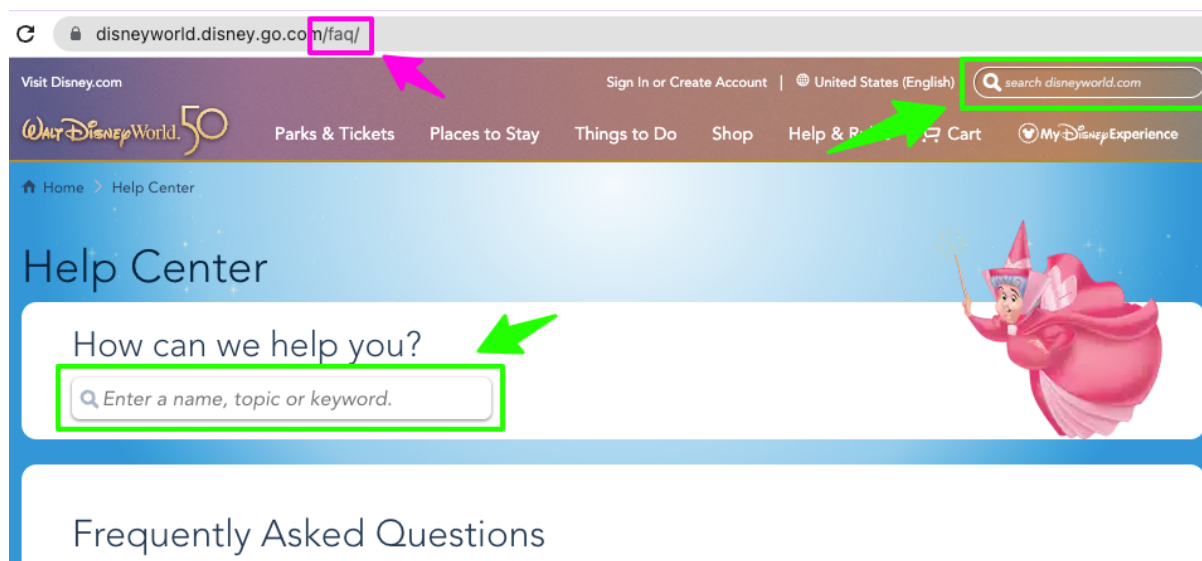 disneyworld.disney.go.com/faq/
Visit Disney.com
Sign In or Create Account | United States (English)
search disneyworld.com
Walt Disney World. 50
Parks & Tickets
Places to Stay
Things to Do
Shop
Help &
Cart
My Disney Experience
Home > Help Center
Help Center
How can we help you?
Enter a name, topic or keyword.
Frequently Asked Questions